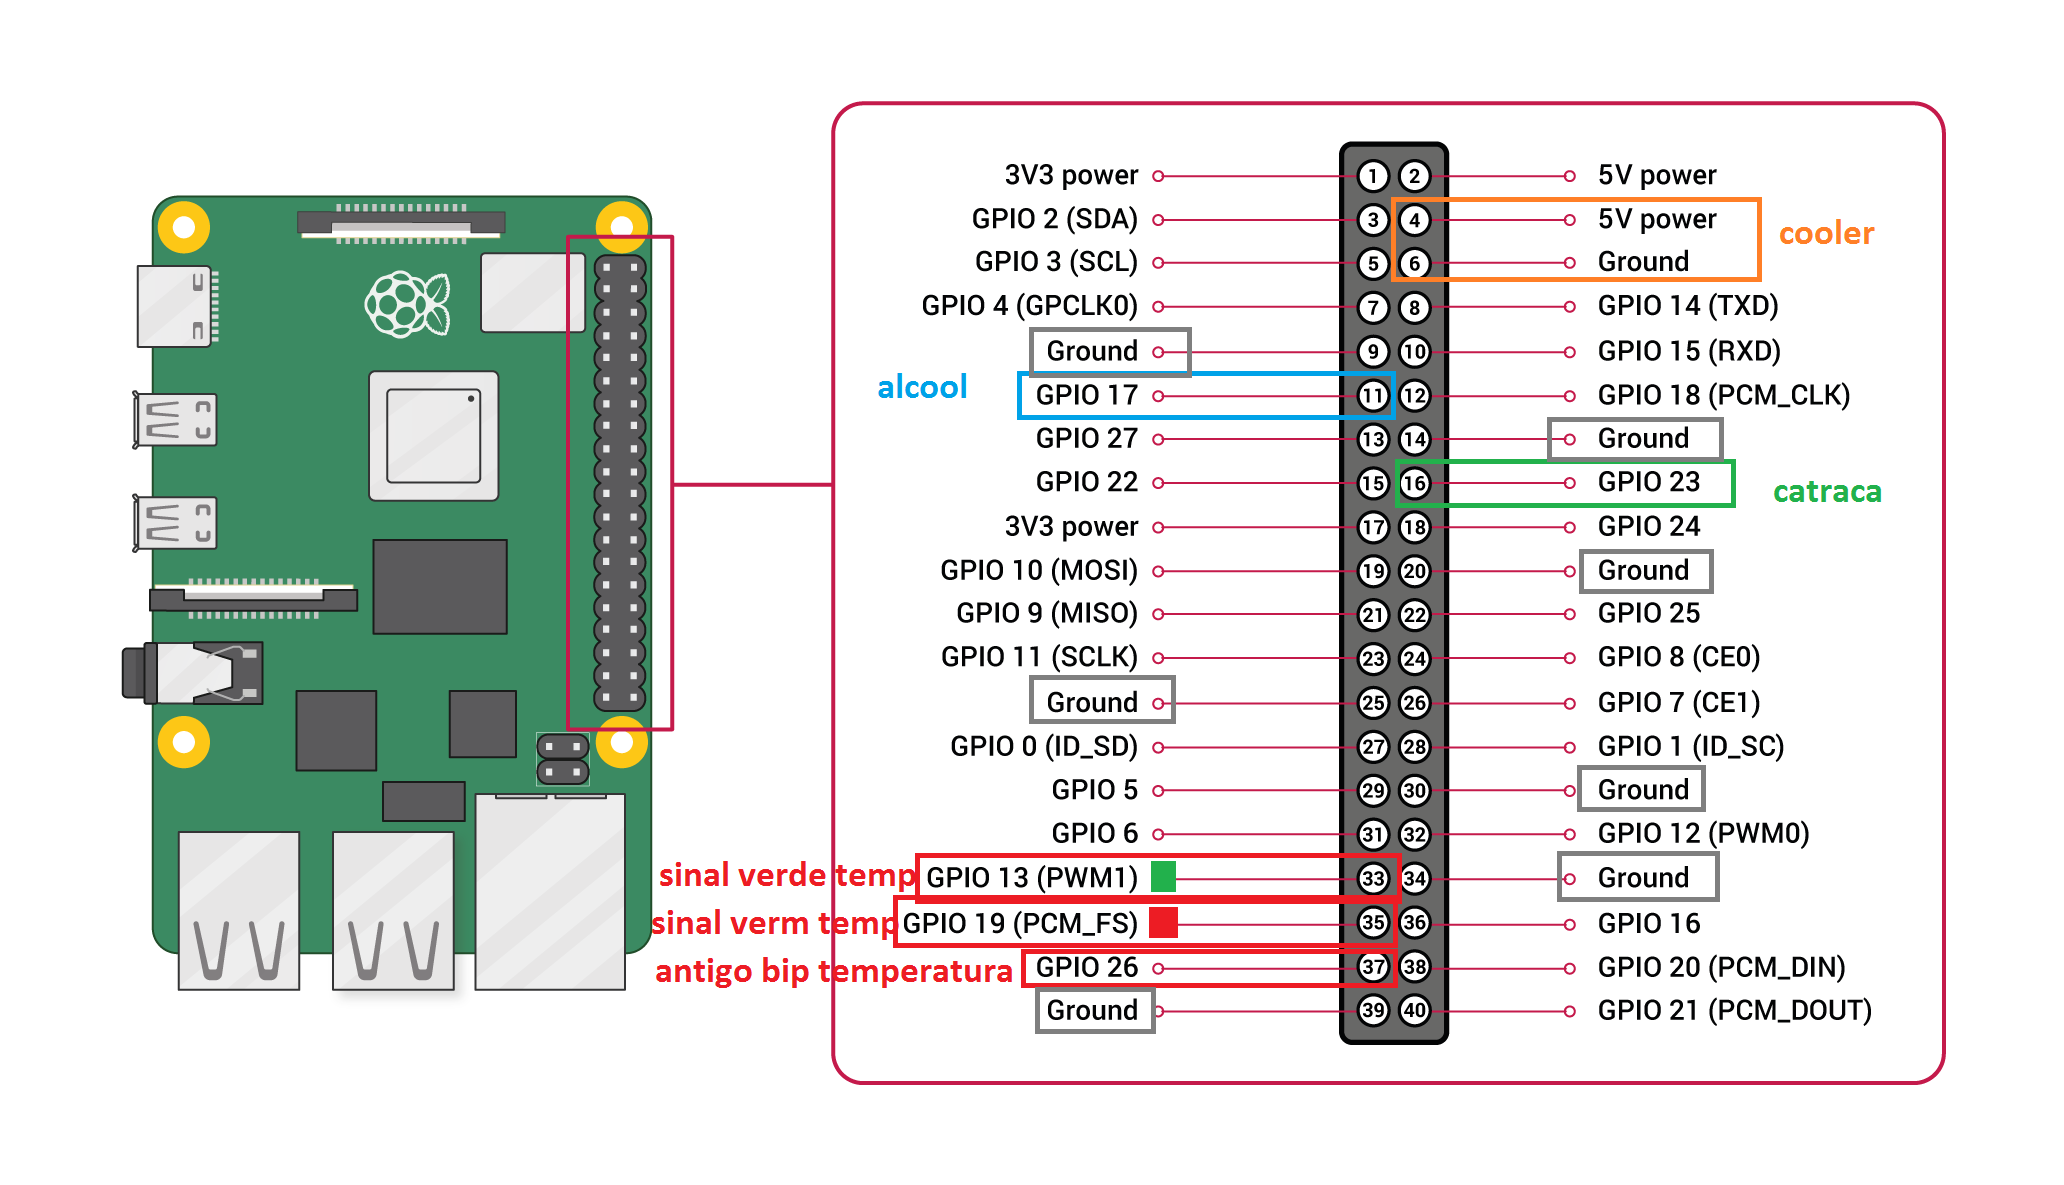 3V3 power 1 2 5V power
GPIO 2 (SDA) 3 4 5V power
cooler
GPIO 3 (SCL) 5 6 Ground
GPIO 4 (GPCLK0) 7 8 GPIO 14 (TXD)
Ground 9 10 GPIO 15 (RXD)
alcool GPIO 17 11 12 GPIO 18 (PCM_CLK)
GPIO 27 13 14 Ground
GPIO 22 15 16 GPIO 23 catraca
3V3 power 17 18 GPIO 24
GPIO 10 (MOSI) 19 20 Ground
GPIO 9 (MISO) 21 22 GPIO 25
GPIO 11 (SCLK) 23 24 GPIO 8 (CE0)
Ground 25 26 GPIO 7 (CE1)
GPIO 0 (ID_SD) 27 28 GPIO 1 (ID_SC)
GPIO 5 29 30 Ground
GPIO 6 31 32 GPIO 12 (PWM0)
sinal verde temp GPIO 13 (PWM1) 33 34 Ground
sinal verm temp GPIO 19 (PCM_FS) 35 36 GPIO 16
antigo bip temperatura GPIO 26 37 38 GPIO 20 (PCM_DIN)
Ground 39 40 GPIO 21 (PCM_DOUT)